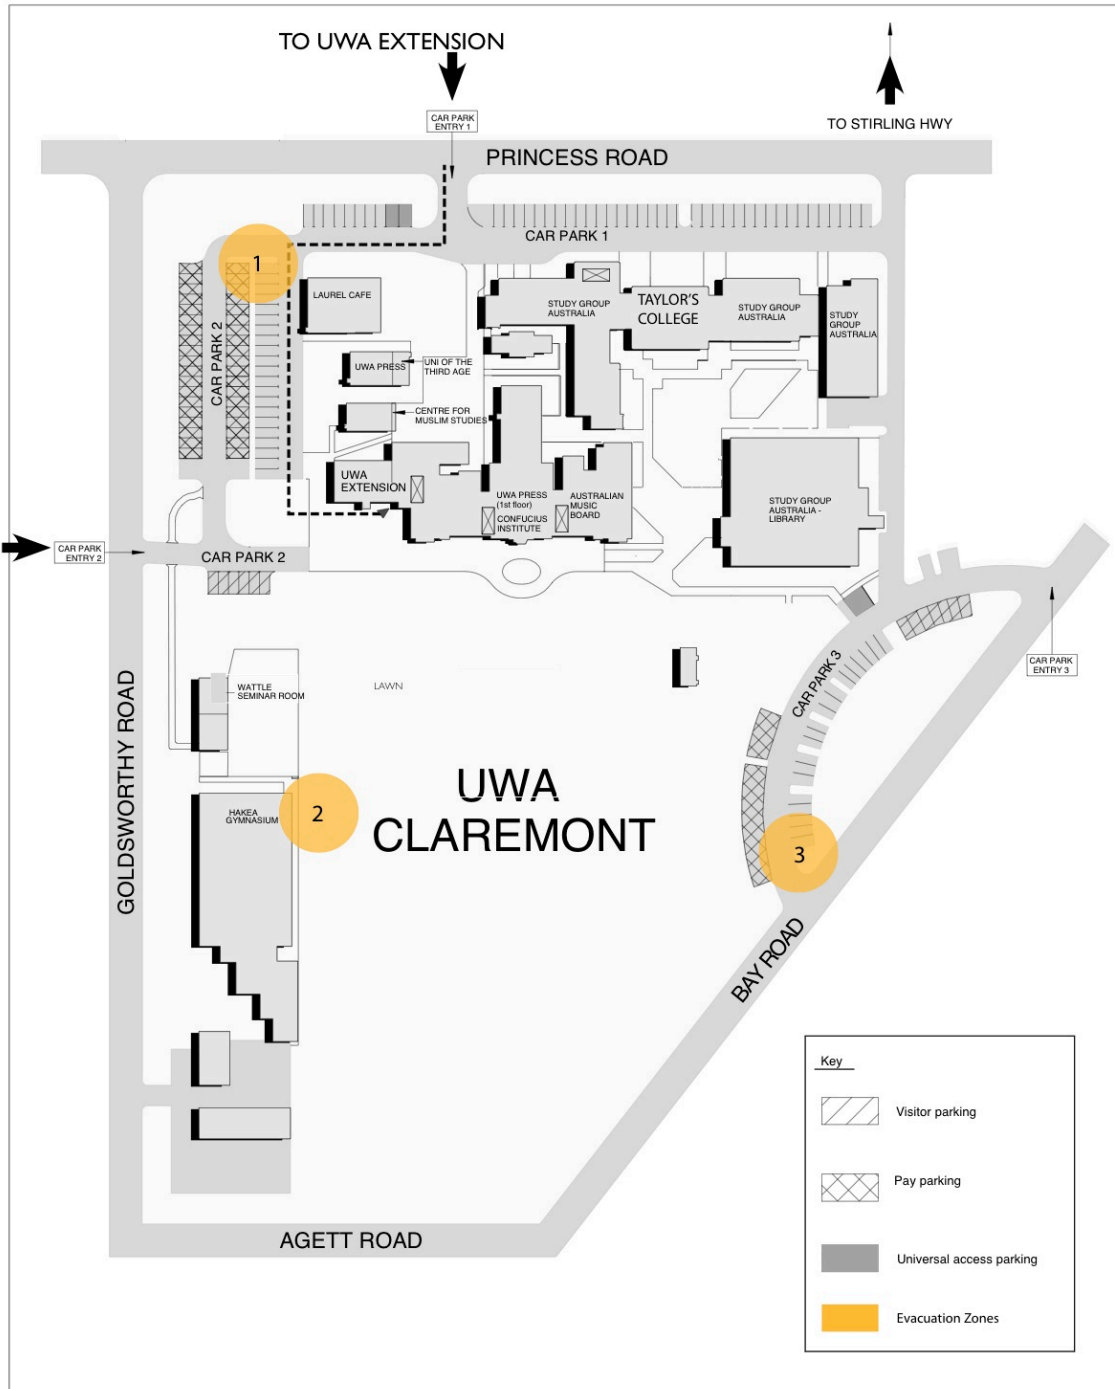 TO UWA EXTENSION
CAR PARK
ENTRY 1
TO STIRLING HWY
PRINCESS ROAD
CAR PARK 1
1
LAUREL CAFE
STUDY GROUP
AUSTRALIA
TAYLOR'S
COLLEGE
STUDY GROUP
AUSTRALIA
STUDY
GROUP
AUSTRALIA
CAR PARK 2
UWA PRESS
UNI OF THE
THIRD AGE
CENTRE FOR
MUSLIM STUDIES
UWA
EXTENSION
UWA PRESS
(1st floor)
CONFUCIUS
INSTITUTE
AUSTRALIAN
MUSIC
BOARD
STUDY GROUP
AUSTRALIA -
LIBRARY
CAR PARK
ENTRY 2
CAR PARK 2
CAR PARK
ENTRY 3
CAR PARK 3
WATTLE
SEMINAR ROOM
LAWN
GOLDSWORTHY ROAD
UWA
CLAREMONT
HAKEA
GYMNASIUM
2
3
BAY ROAD
AGETT ROAD
Key
Visitor parking
Pay parking
Universal access parking
Evacuation Zones